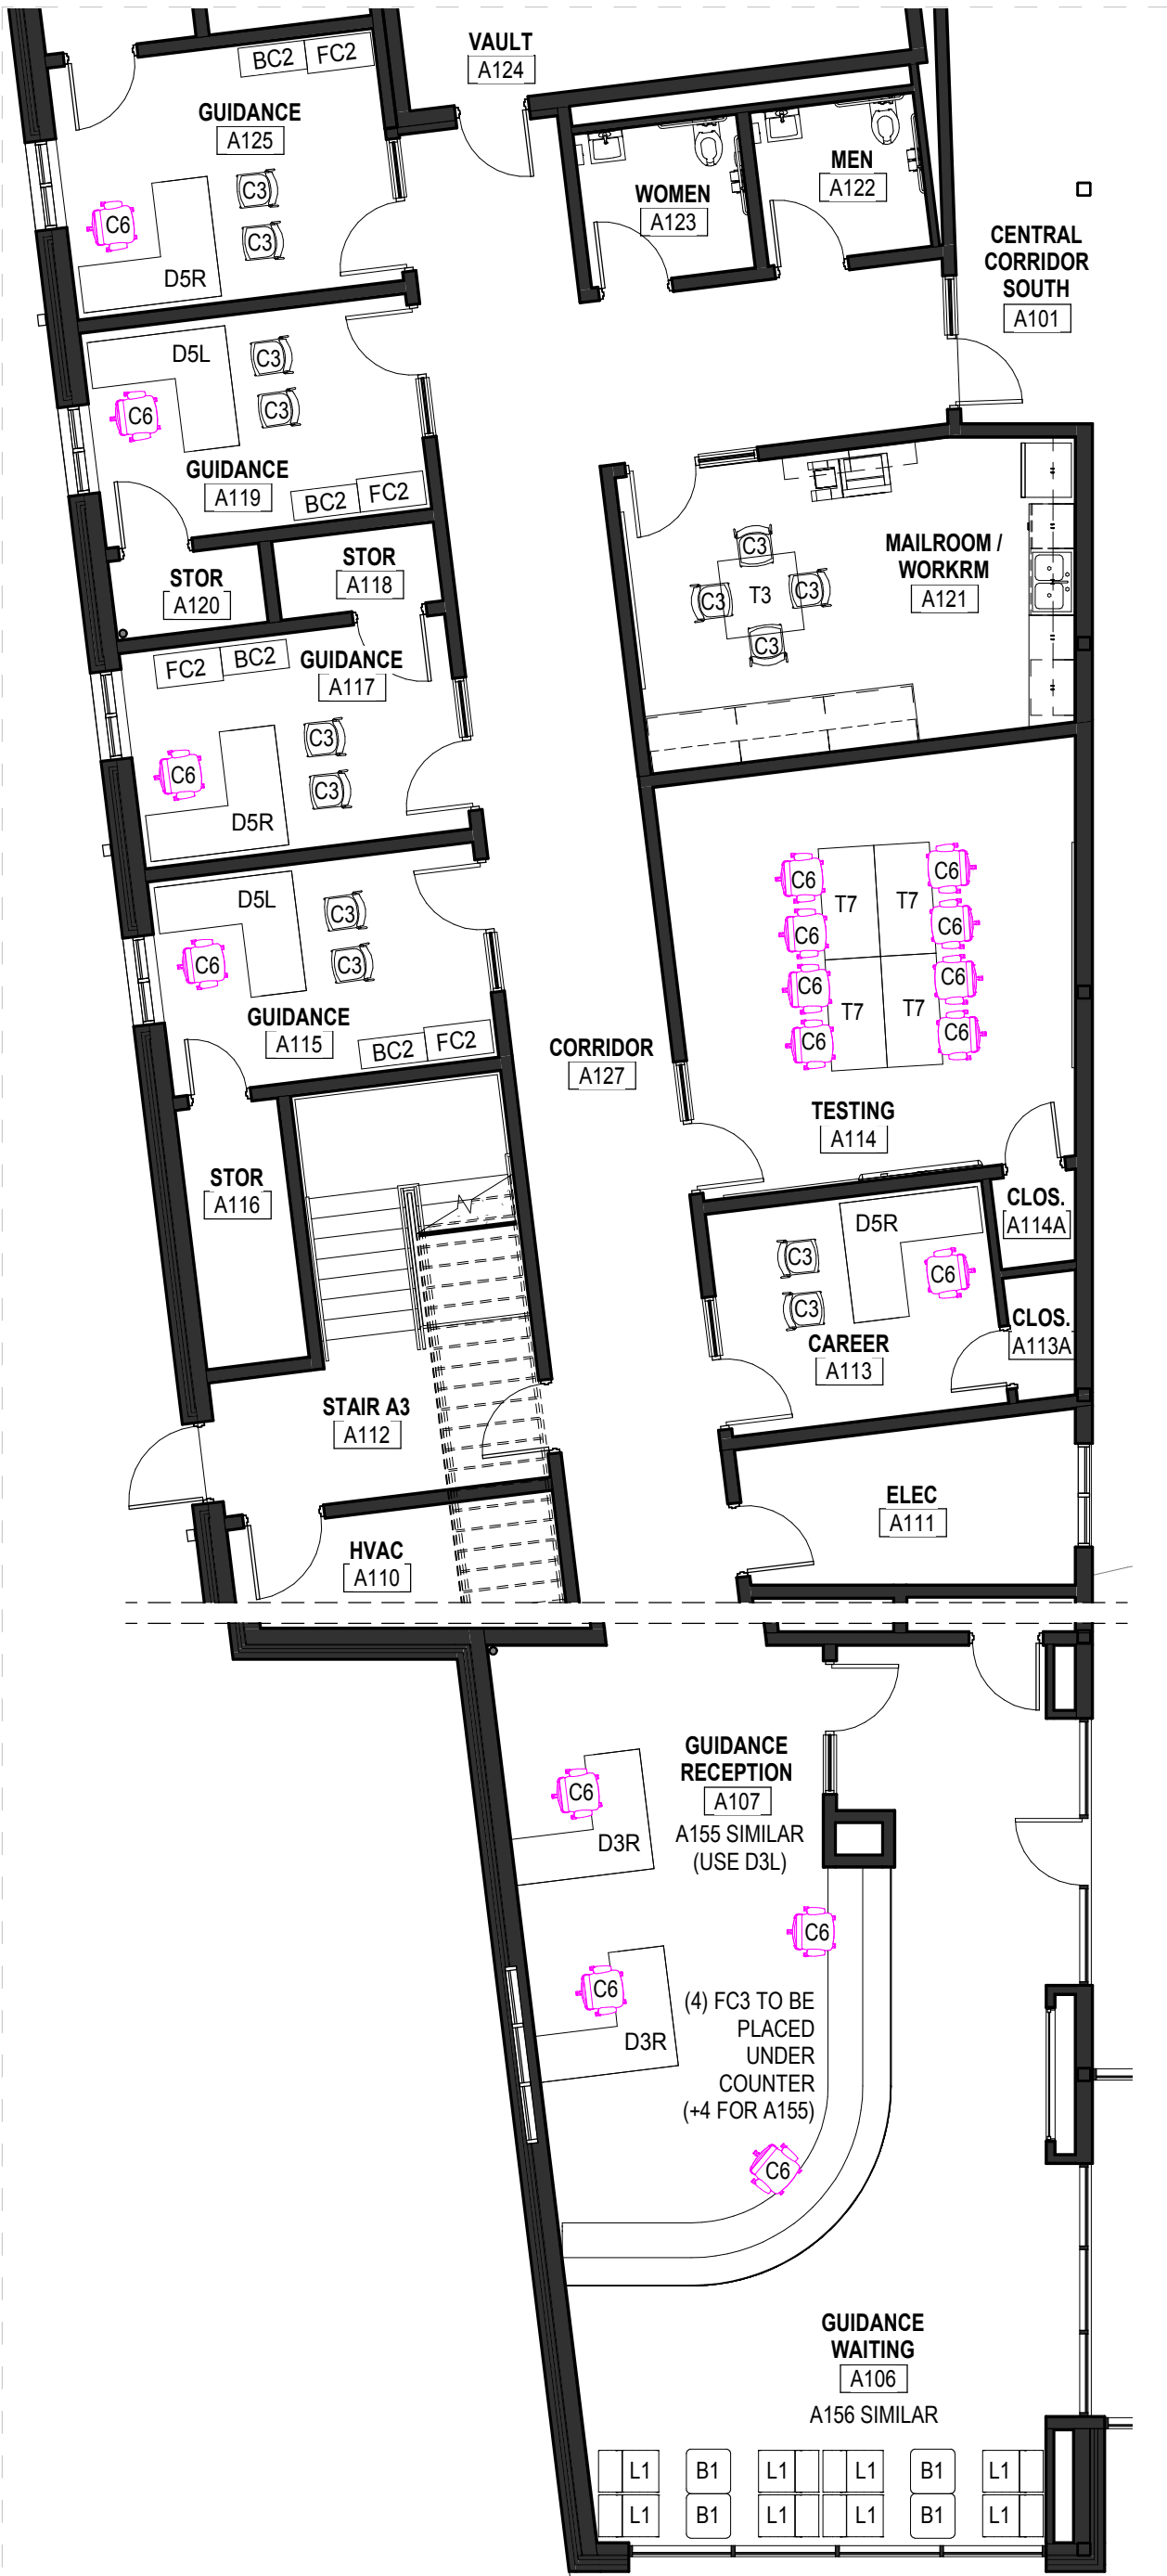 VAULT
A124
BC2
FC2
GUIDANCE
A125
C3
C6
C3
D5R
WOMEN
A123
MEN
A122
CENTRAL
CORRIDOR
SOUTH
A101
D5L
C3
C6
C3
GUIDANCE
A119
BC2
FC2
STOR
A120
STOR
A118
C3
C3
T3
C3
C3
MAILROOM /
WORKRM
A121
FC2
BC2
GUIDANCE
A117
C3
C6
C3
D5R
D5L
C3
C6
C3
GUIDANCE
A115
BC2
FC2
C6
T7
T7
C6
C6
C6
C6
C6
T7
T7
C6
C6
CORRIDOR
A127
TESTING
A114
STOR
A116
CLOS.
A114A
D5R
C3
C6
C3
CAREER
A113
CLOS.
A113A
STAIR A3
A112
ELEC
A111
HVAC
A110
GUIDANCE
RECEPTION
A107
A155 SIMILAR
(USE D3L)
C6
D3R
C6
C6
D3R
(4) FC3 TO BE
PLACED
UNDER
COUNTER
(+4 FOR A155)
C6
GUIDANCE
WAITING
A106
A156 SIMILAR
L1
B1
L1
L1
B1
L1
L1
B1
L1
L1
B1
L1